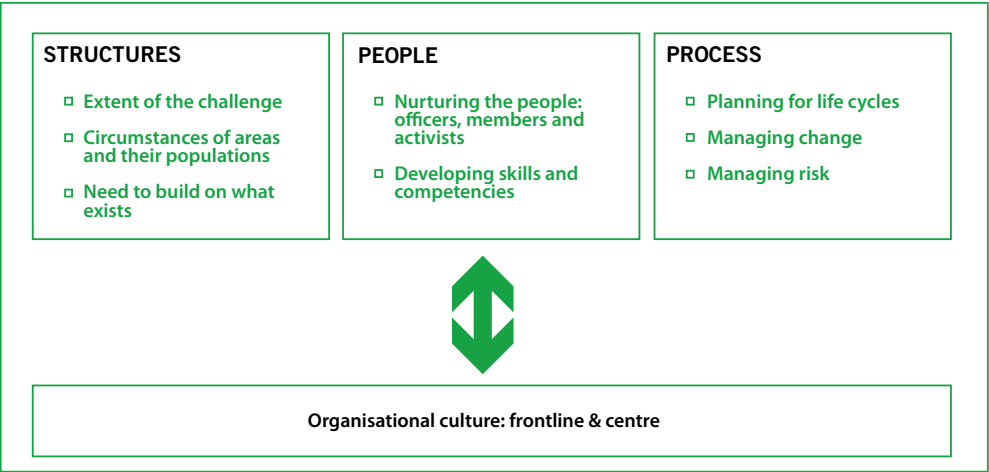 STRUCTURES
Extent of the challenge
Circumstances of areas
and their populations
Need to build on what
exists
PEOPLE
Nurturing the people:
officers, members and
activists
Developing skills and
competencies
PROCESS
Planning for life cycles
Managing change
Managing risk
Organisational culture: frontline & centre